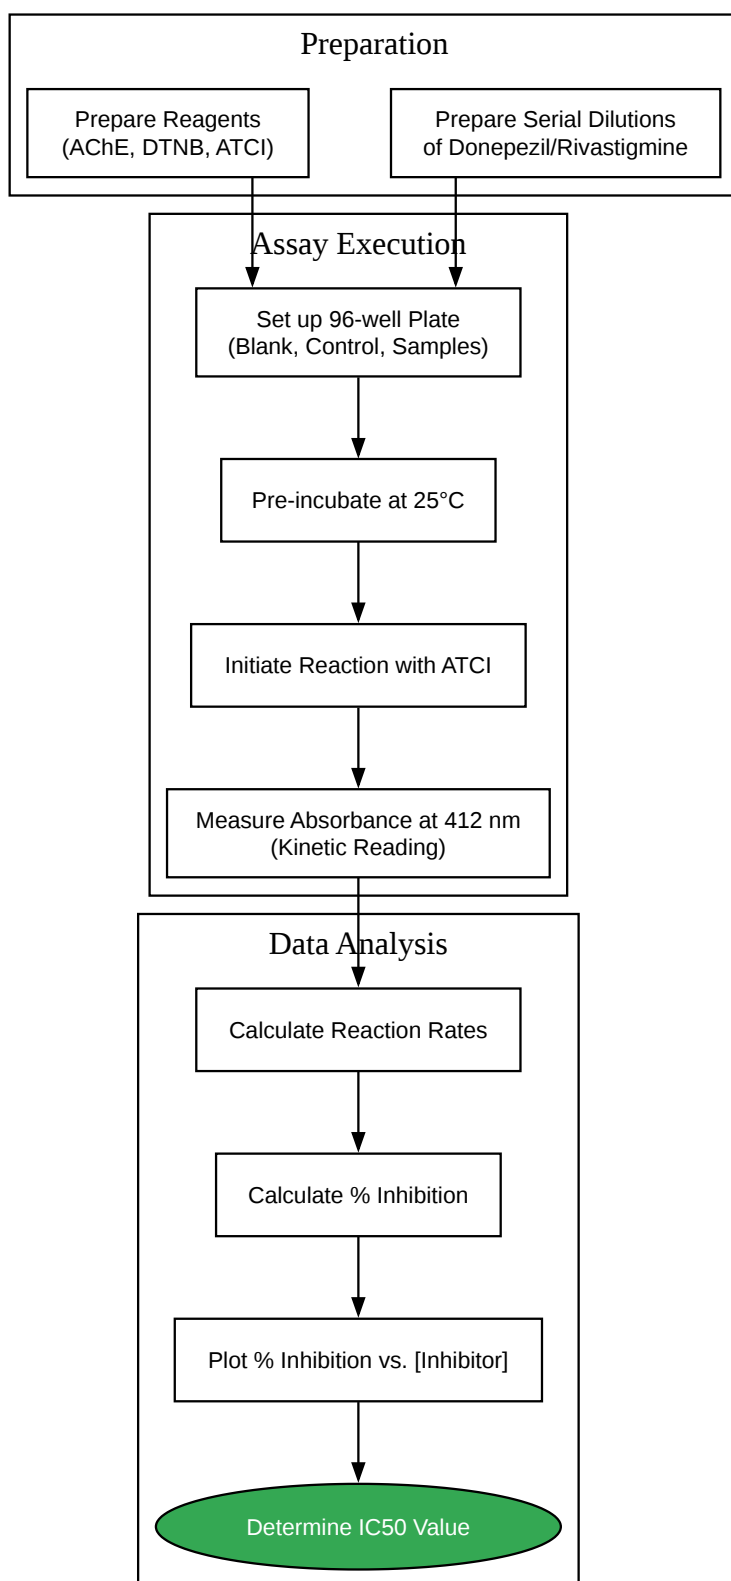 Preparation
Prepare Reagents
(AChE, DTNB, ATCI)
Prepare Serial Dilutions
of Donepezil/Rivastigmine
Assay Execution
Set up 96-well Plate
(Blank, Control, Samples)
Pre-incubate at 25°C
Initiate Reaction with ATCI
Measure Absorbance at 412 nm
(Kinetic Reading)
Data Analysis
Calculate Reaction Rates
Calculate % Inhibition
Plot % Inhibition vs. [Inhibitor]
Determine IC50 Value